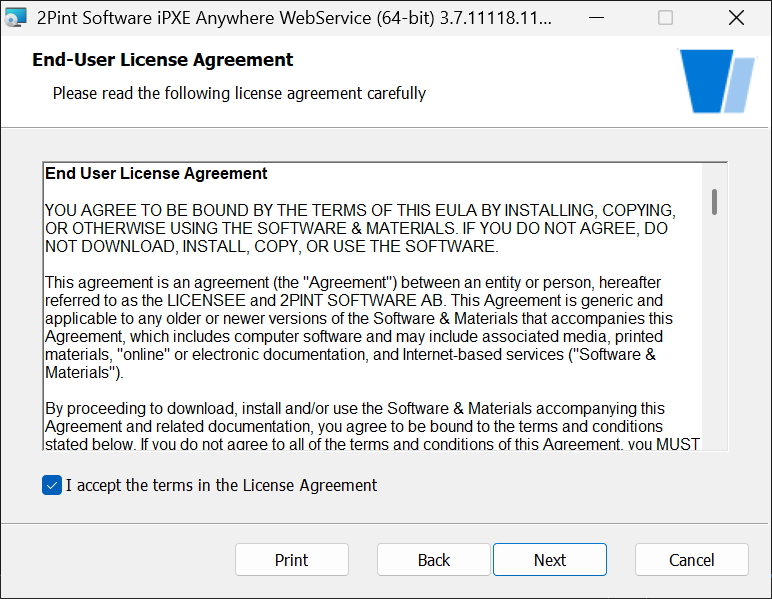 2Pint Software iPXE Anywhere WebService (64-bit) 3.7.11118.11...
End-User License Agreement
Please read the following license agreement carefully
End User License Agreement
YOU AGREE TO BE BOUND BY THE TERMS OF THIS EULA BY INSTALLING, COPYING,
OR OTHERWISE USING THE SOFTWARE & MATERIALS. IF YOU DO NOT AGREE, DO
NOT DOWNLOAD, INSTALL, COPY, OR USE THE SOFTWARE.
This agreement is an agreement (the "Agreement") between an entity or person, hereafter
referred to as the LICENSEE and 2PINT SOFTWARE AB. This Agreement is generic and
applicable to any older or newer versions of the Software & Materials that accompanies this
Agreement, which includes computer software and may include associated media, printed
materials, "online" or electronic documentation, and Internet-based services ("Software &
Materials").
By proceeding to download, install and/or use the Software & Materials accompanying this
Agreement and related documentation, you agree to be bound to the terms and conditions
stated below. If you do not agree to all of the terms and conditions of this Agreement, you MUST
I accept the terms in the License Agreement
Print
Back
Next
Cancel